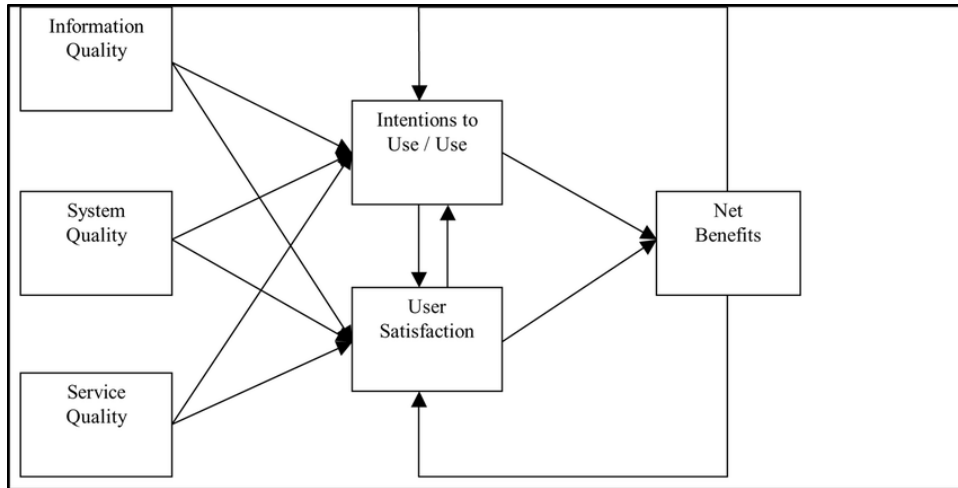 Information
Quality
Intentions to
Use / Use
System
Quality
Net
Benefits
User
Satisfaction
Service
Quality